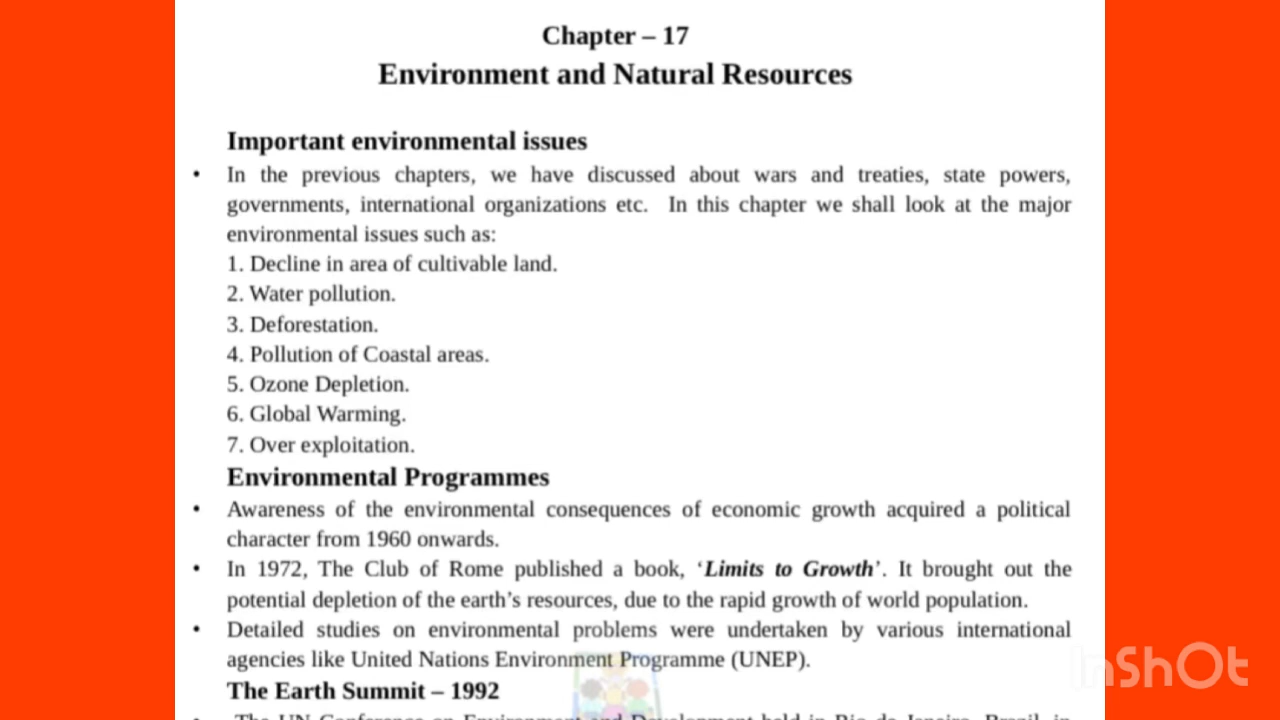 Chapter – 17
Environment and Natural Resources
Important environmental issues
• In the previous chapters, we have discussed about wars and treaties, state powers,
governments, international organizations etc. In this chapter we shall look at the major
environmental issues such as:
1. Decline in area of cultivable land.
2. Water pollution.
3. Deforestation.
4. Pollution of Coastal areas.
5. Ozone Depletion.
6. Global Warming.
7. Over exploitation.
Environmental Programmes
• Awareness of the environmental consequences of economic growth acquired a political
character from 1960 onwards.
• In 1972, The Club of Rome published a book, ‘Limits to Growth’. It brought out the
potential depletion of the earth’s resources, due to the rapid growth of world population.
• Detailed studies on environmental problems were undertaken by various international
agencies like United Nations Environment Programme (UNEP).
InShOt
The Earth Summit – 1992